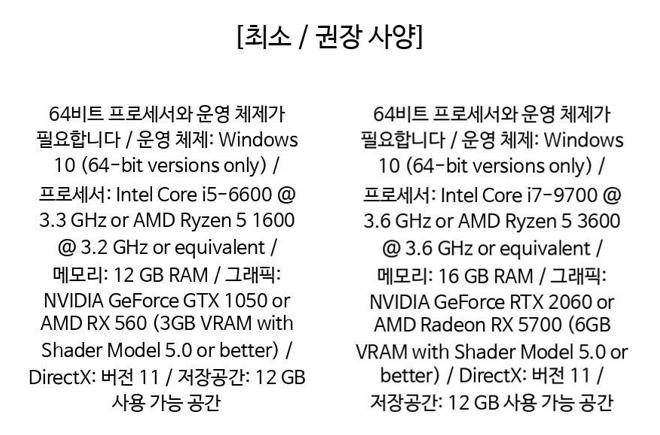 [최소 / 권장 사양]
64비트 프로세서와 운영 체제가
필요합니다 / 운영 체제: Windows
10 (64-bit versions only) /
프로세서: Intel Core i5-6600 @
3.3 GHz or AMD Ryzen 5 1600
@ 3.2 GHz or equivalent /
메모리: 12 GB RAM / 그래픽:
NVIDIA GeForce GTX 1050 or
AMD RX 560 (3GB VRAM with
Shader Model 5.0 or better) /
DirectX: 버전 11 / 저장공간: 12 GB
사용 가능 공간
64비트 프로세서와 운영 체제가
필요합니다 / 운영 체제: Windows
10 (64-bit versions only) /
프로세서: Intel Core i7-9700 @
3.6 GHz or AMD Ryzen 5 3600
@ 3.6 GHz or equivalent /
메모리: 16 GB RAM / 그래픽:
NVIDIA GeForce RTX 2060 or
AMD Radeon RX 5700 (6GB
VRAM with Shader Model 5.0 or
better) / DirectX: 버전 11 /
저장공간: 12 GB 사용 가능 공간